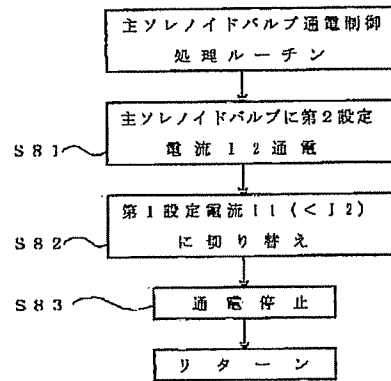 主ソレノイドバルブ通電制御
処理ルーチン
主ソレノイドバルブに第2設定
電流I2通電
S81
第1設定電流I1(<I2)
に切り替え
S82
通電停止
S83
リターン